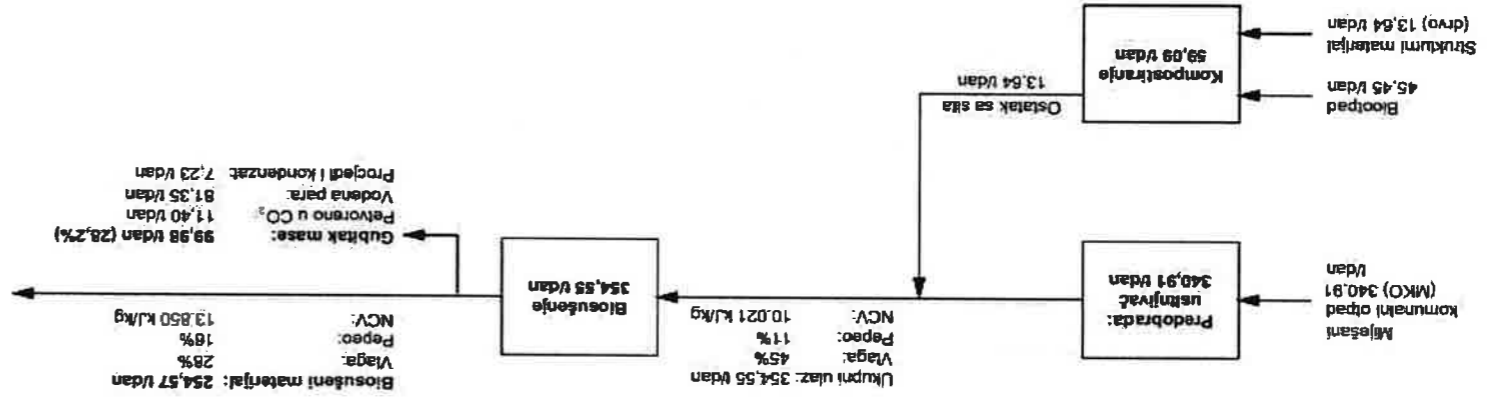 Miješani
komunalni otpad
(MKO) 340.91
t/dan
Predobrada:
usitnjivač
340,91 t/dan
Ukupni ulaz: 354,55 t/dan
Vlaga: 45%
Pepeo: 11%
NCV: 10.021 kJ/kg
Biosušenje
354,55 t/dan
Biosušeni materijal: 254,57 t/dan
Vlaga: 28%
Pepeo: 16%
NCV: 13.850 kJ/kg
Gubitak mase: 99,98 t/dan (28,2%)
Petvoreno u CO₂: 11,40 t/dan
Vodena para: 81,35 t/dan
Procjedi i kondenzat: 7,23 t/dan
Ostatak sa sita
13.64 t/dan
Biootpad
45,45 t/dan
Strukturni materijal
(drvo) 13,64 t/dan
Kompostiranje
59,09 t/dan